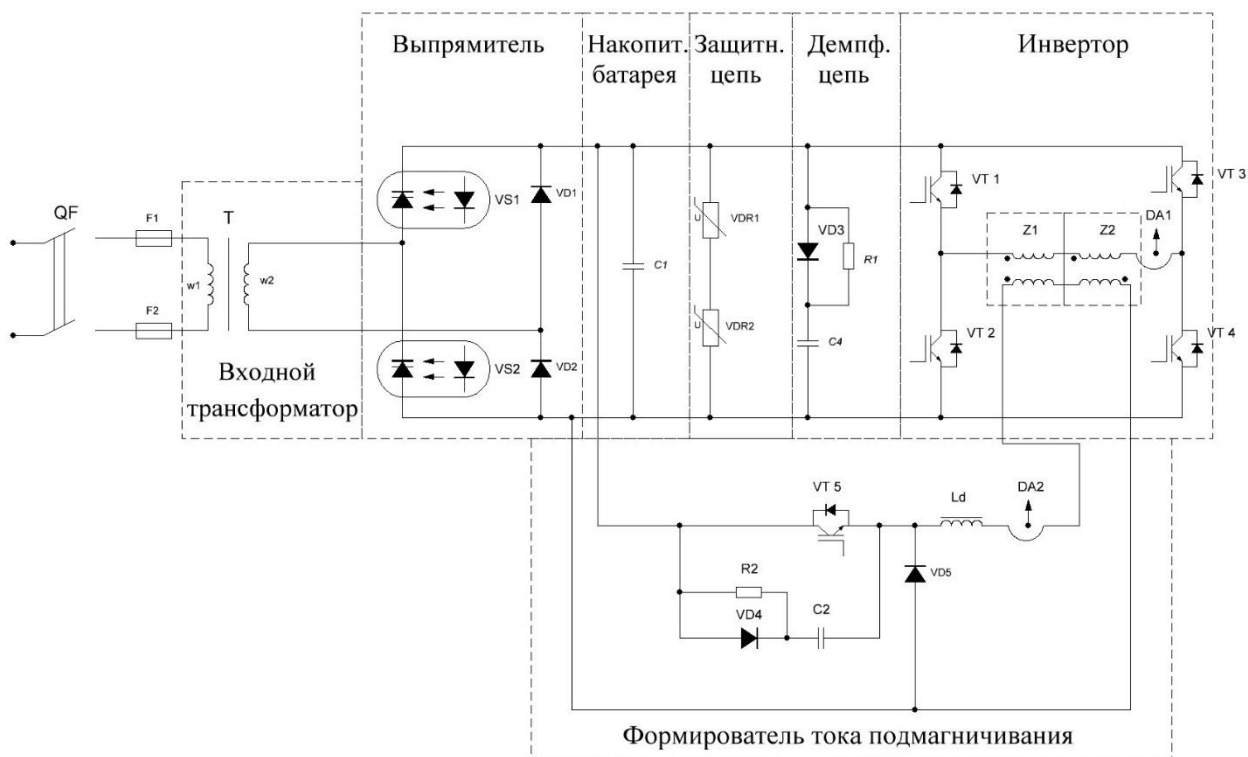 Выпрямитель
Накопит.
батарея
Защитн.
цепь
Демпф.
цепь
Инвертор
QF
F1
F2
T
w1
w2
Входной
трансформатор
VS1
VD1
VS2
VD2
C1
U
VDR1
U
VDR2
VD3
R1
C4
VT 1
VT 3
Z1
Z2
DA1
VT 2
VT 4
VT 5
Ld
DA2
R2
VD4
C2
VD5
Формирователь тока подмагничивания